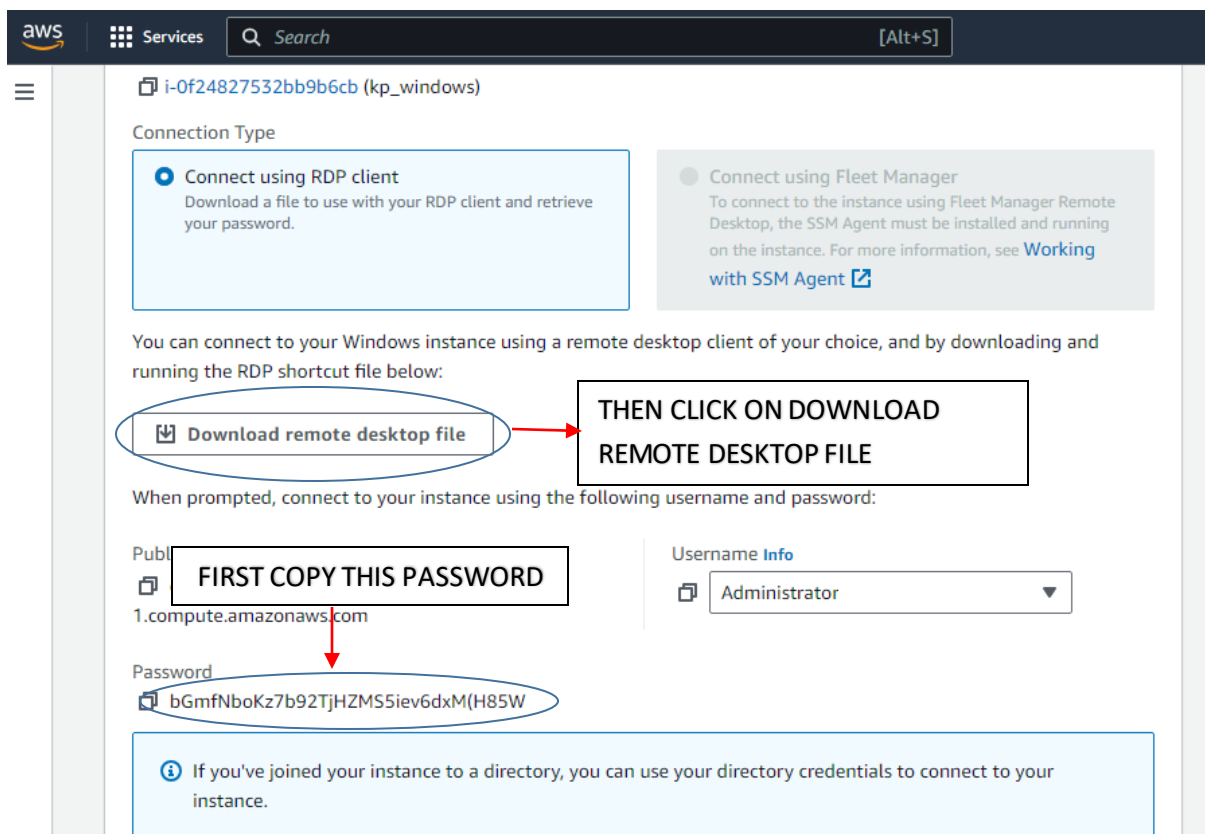 aws Services Search [Alt+S]
i-0f24827532bb9b6cb (kp_windows)
Connection Type
Connect using RDP client
Download a file to use with your RDP client and retrieve
your password.
Connect using Fleet Manager
To connect to the instance using Fleet Manager Remote
Desktop, the SSM Agent must be installed and running
on the instance. For more information, see Working
with SSM Agent
You can connect to your Windows instance using a remote desktop client of your choice, and by downloading and
running the RDP shortcut file below:
Download remote desktop file
THEN CLICK ON DOWNLOAD
REMOTE DESKTOP FILE
When prompted, connect to your instance using the following username and password:
Publ
FIRST COPY THIS PASSWORD
1.compute.amazonaws.com
Username Info
Administrator
Password
bGmfNboKz7b92TjHZMS5iev6dxM(H85W
If you've joined your instance to a directory, you can use your directory credentials to connect to your
instance.